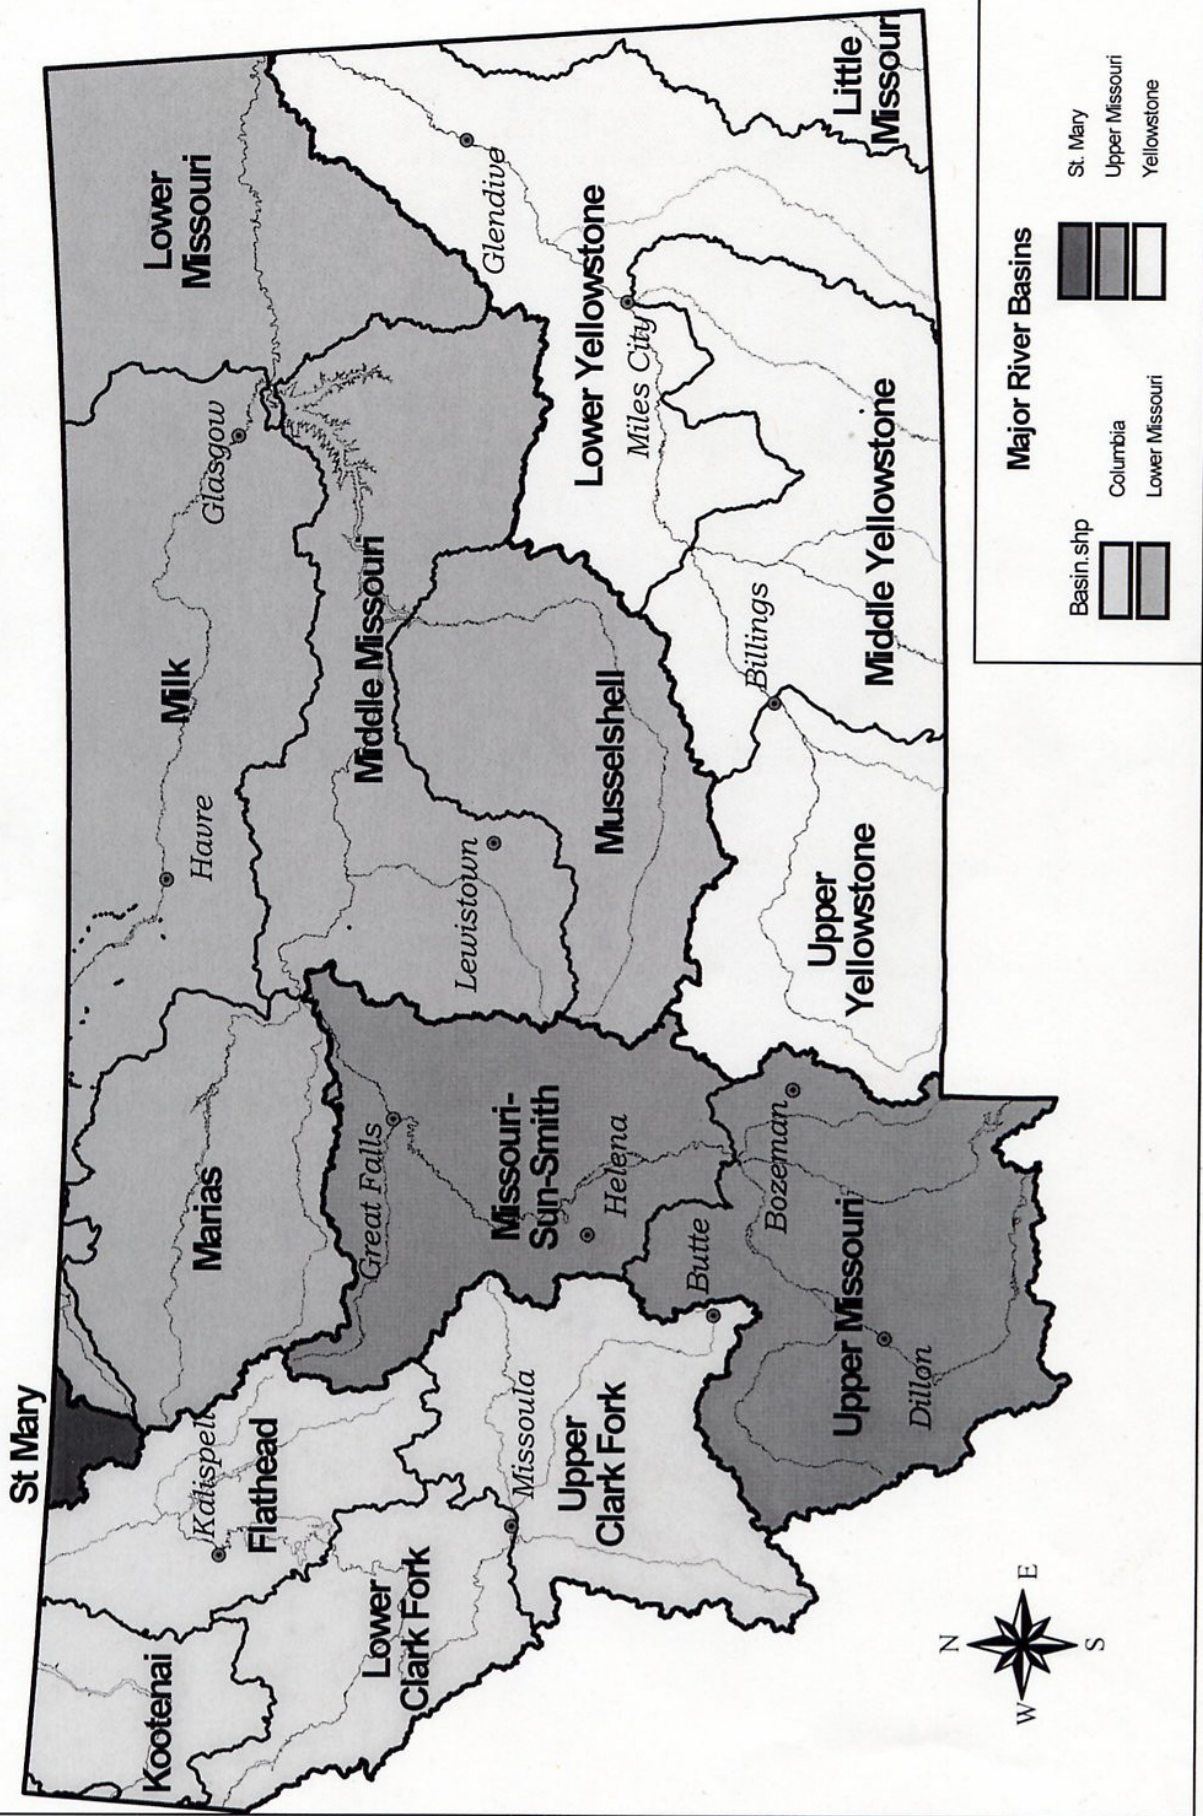 St Mary
Kootenai
Kalispell
Flathead
Marias
Havre
Milk
Glasgow
Lower
Missouri
Lower
Clark Fork
Great Falls
Middle Missouri
Lewistown
Glendive
Missoula
Upper
Clark Fork
Missouri-
Sun-Smith
Helena
Musselshell
Lower Yellowstone
Miles City
Butte
Bozeman
Billings
Upper
Yellowstone
Middle Yellowstone
Little
Missouri
Upper Missouri
Dillon
N
W
E
S
Major River Basins
Basin.shp
Columbia
Lower Missouri
St. Mary
Upper Missouri
Yellowstone